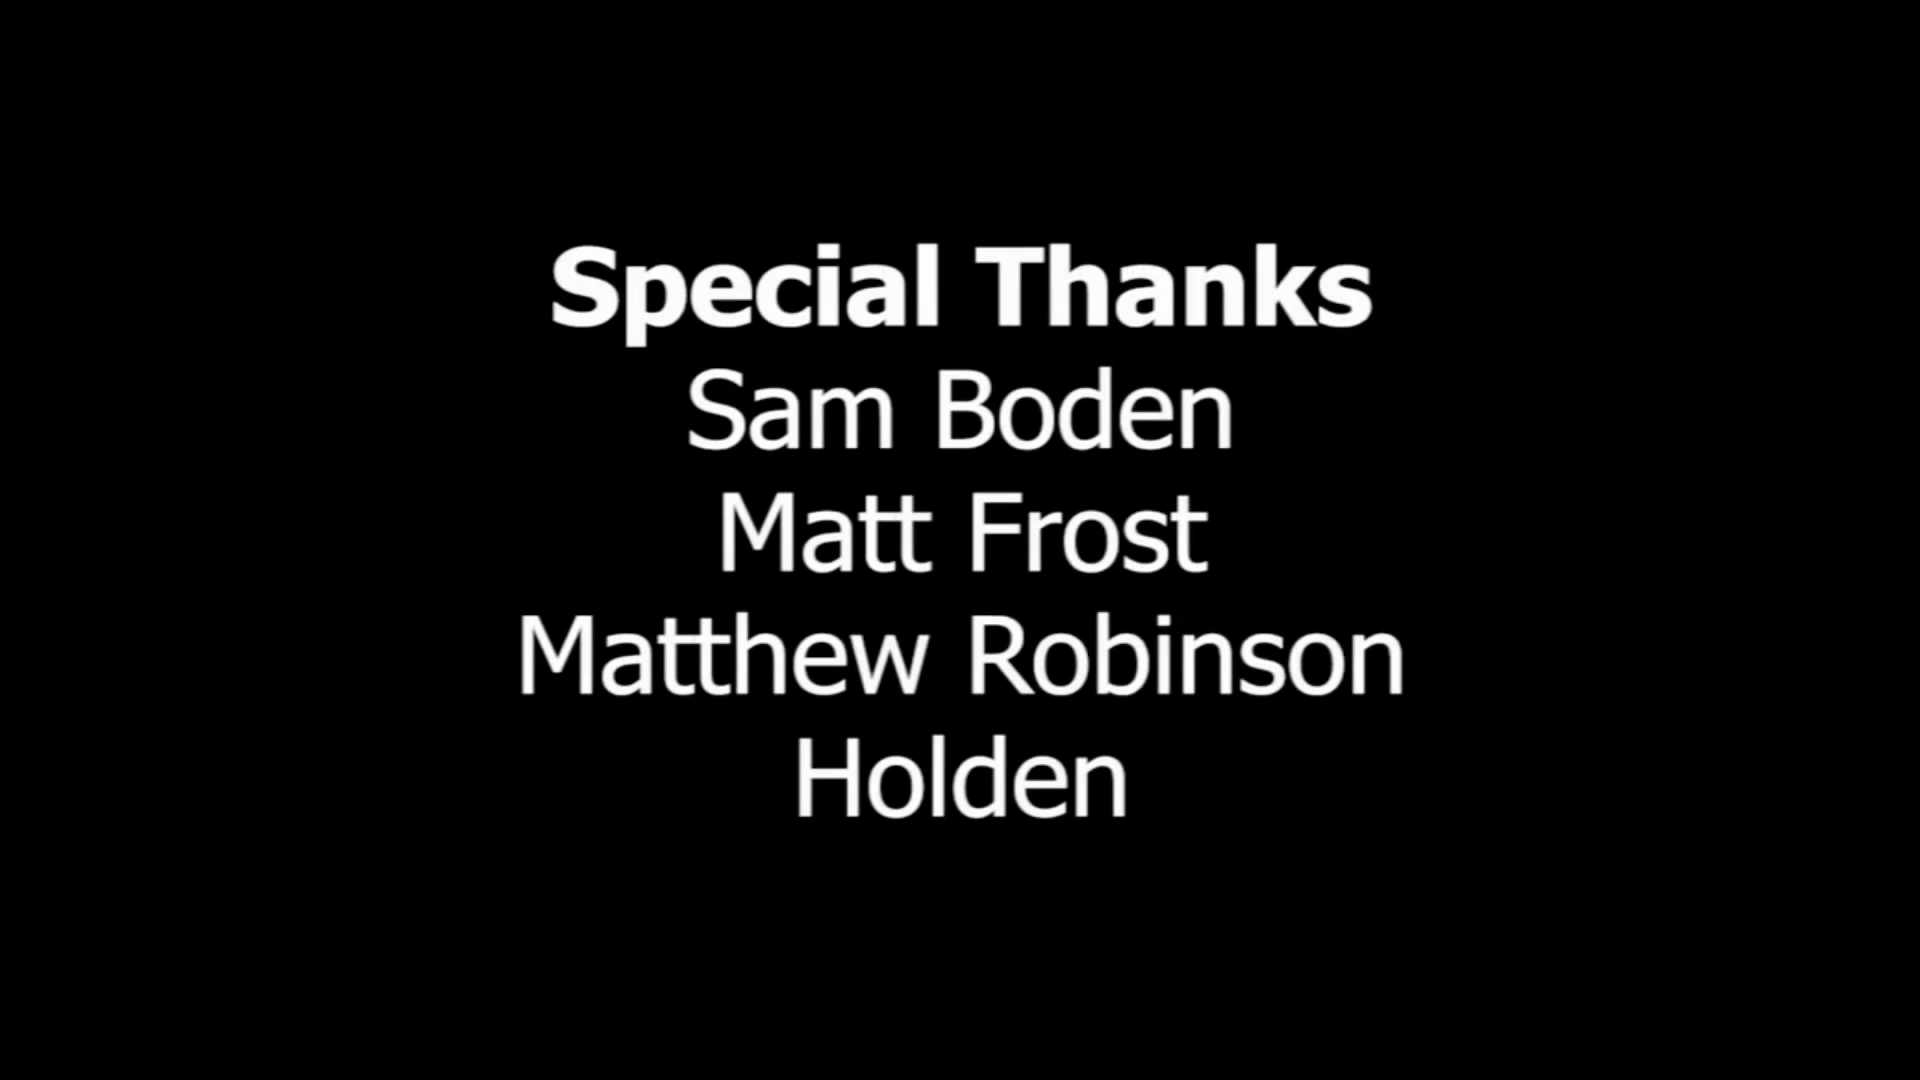 Special Thanks
Sam Boden
Matt Frost
Matthew Robinson
Holden